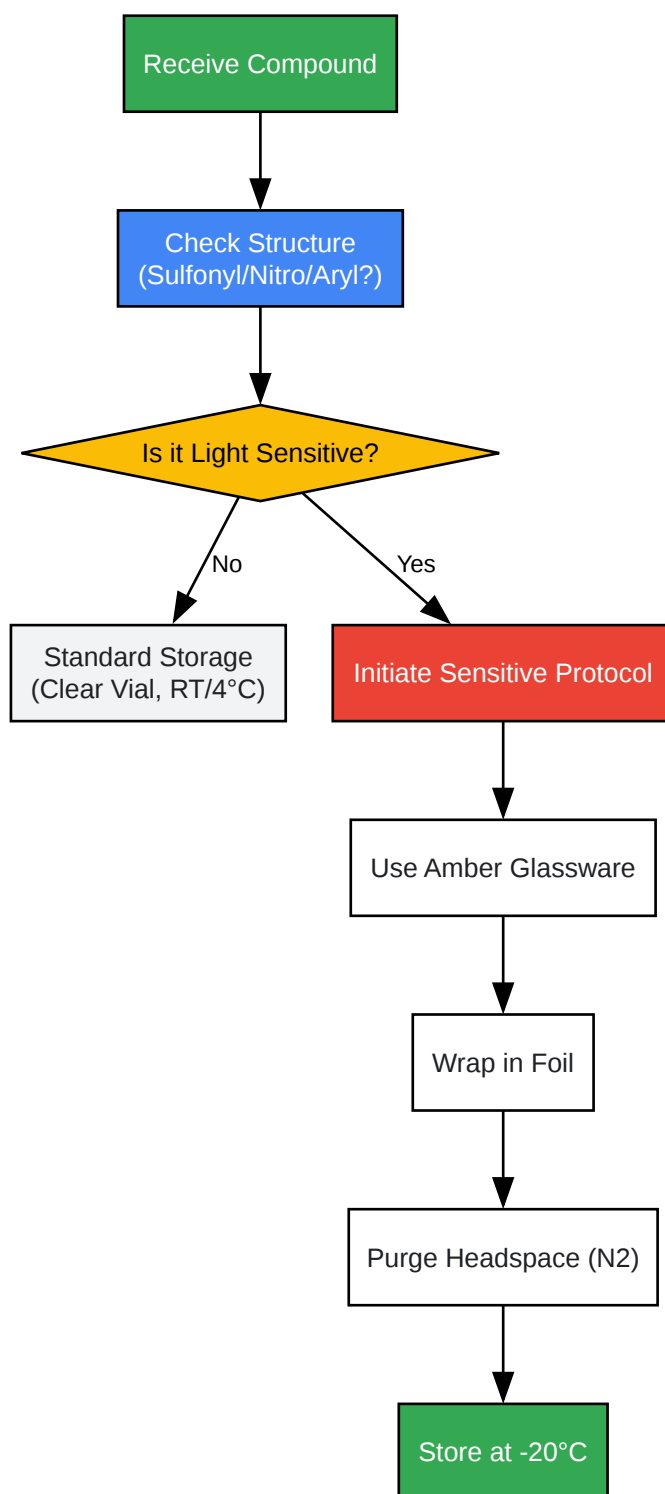 Receive Compound
Check Structure
(Sulfonyl/Nitro/Aryl?)
Is it Light Sensitive?
No
Yes
Standard Storage
(Clear Vial, RT/4°C)
Initiate Sensitive Protocol
Use Amber Glassware
Wrap in Foil
Purge Headspace (N2)
Store at -20°C